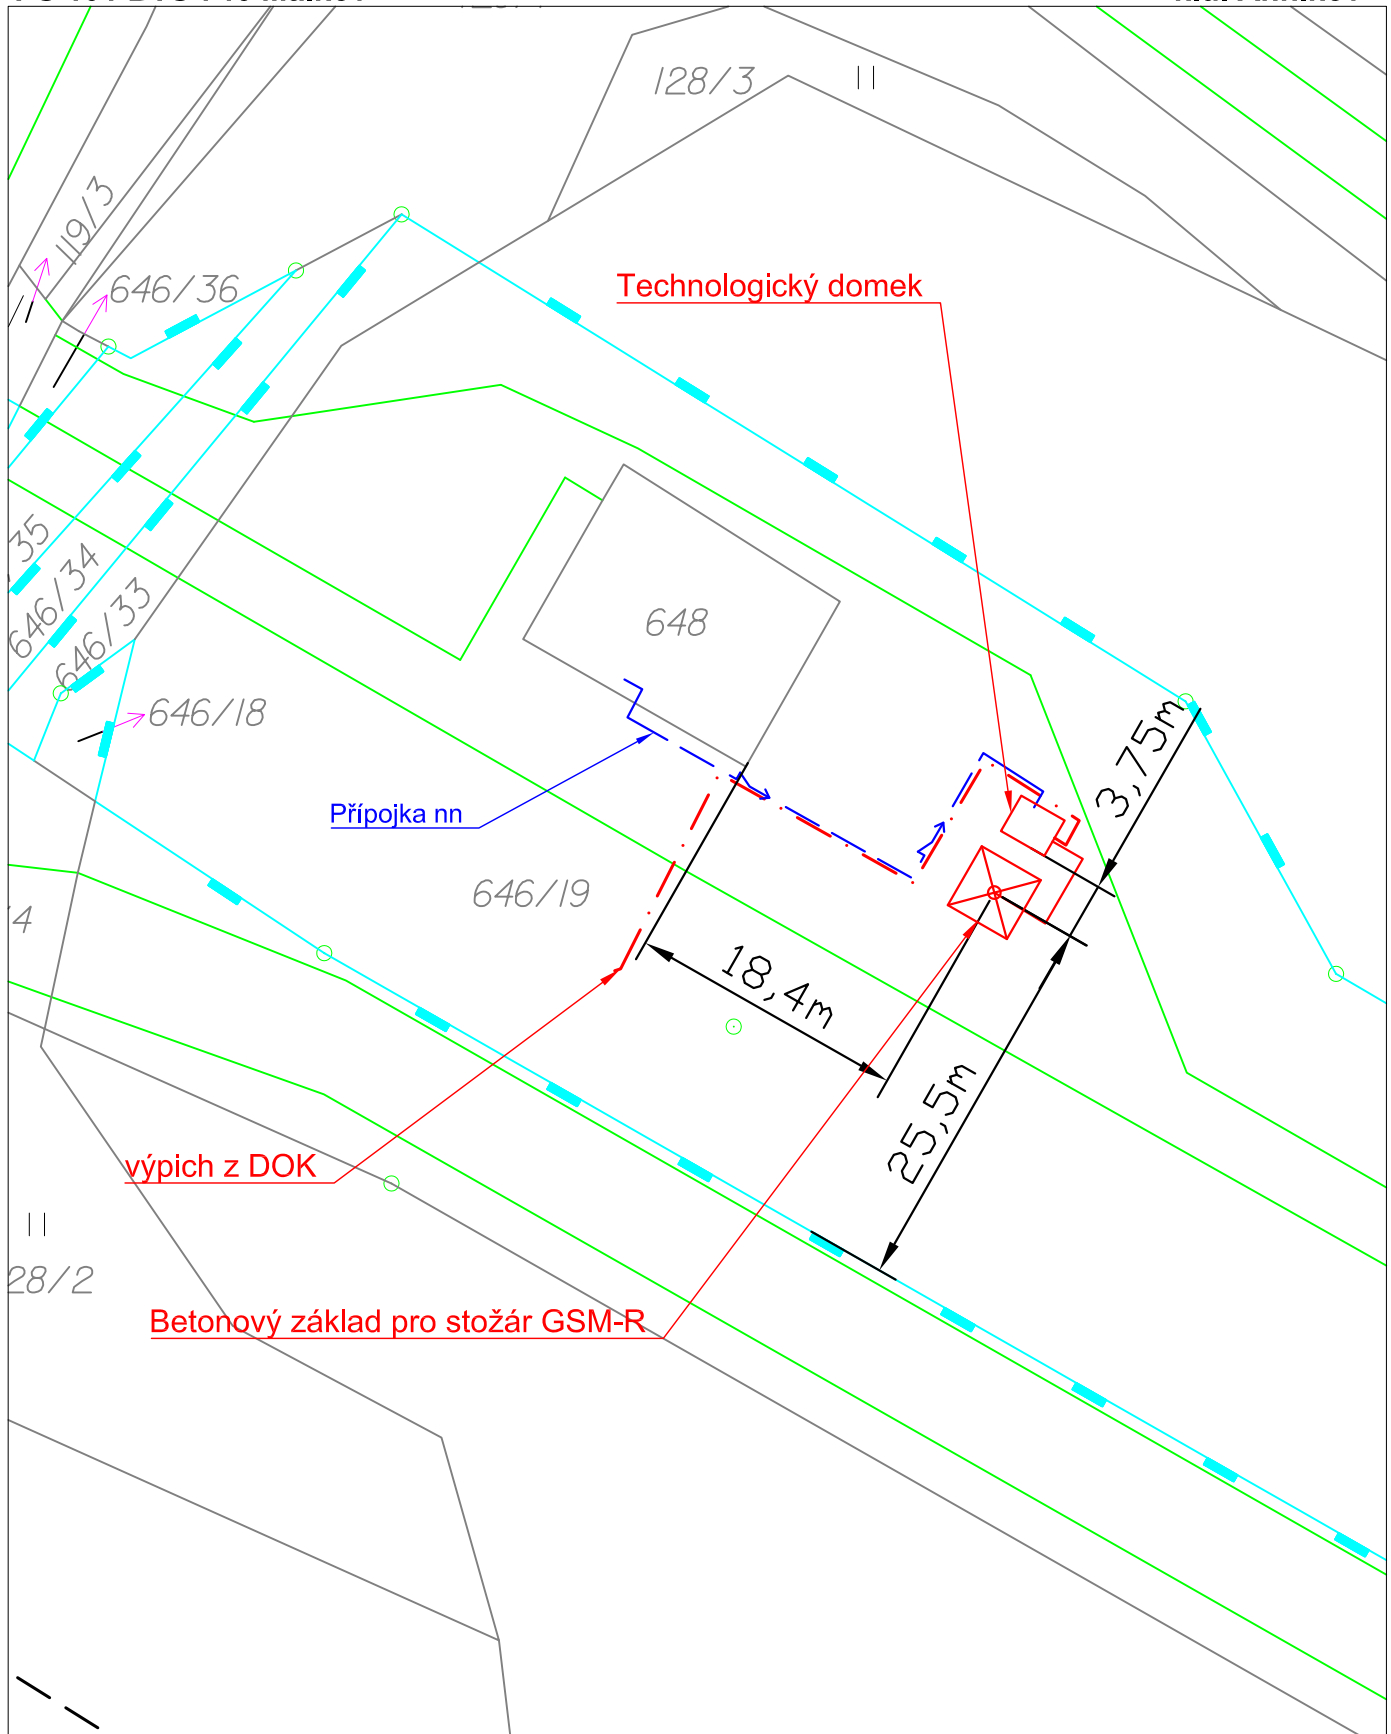 128/3
119/3
646/36
Technologický domek
35
646/34
646/33
648
646/18
3,75m
Přípojka nn
646/19
18,4m
25,5m
výpich z DOK
28/2
Betonový základ pro stožár GSM-R